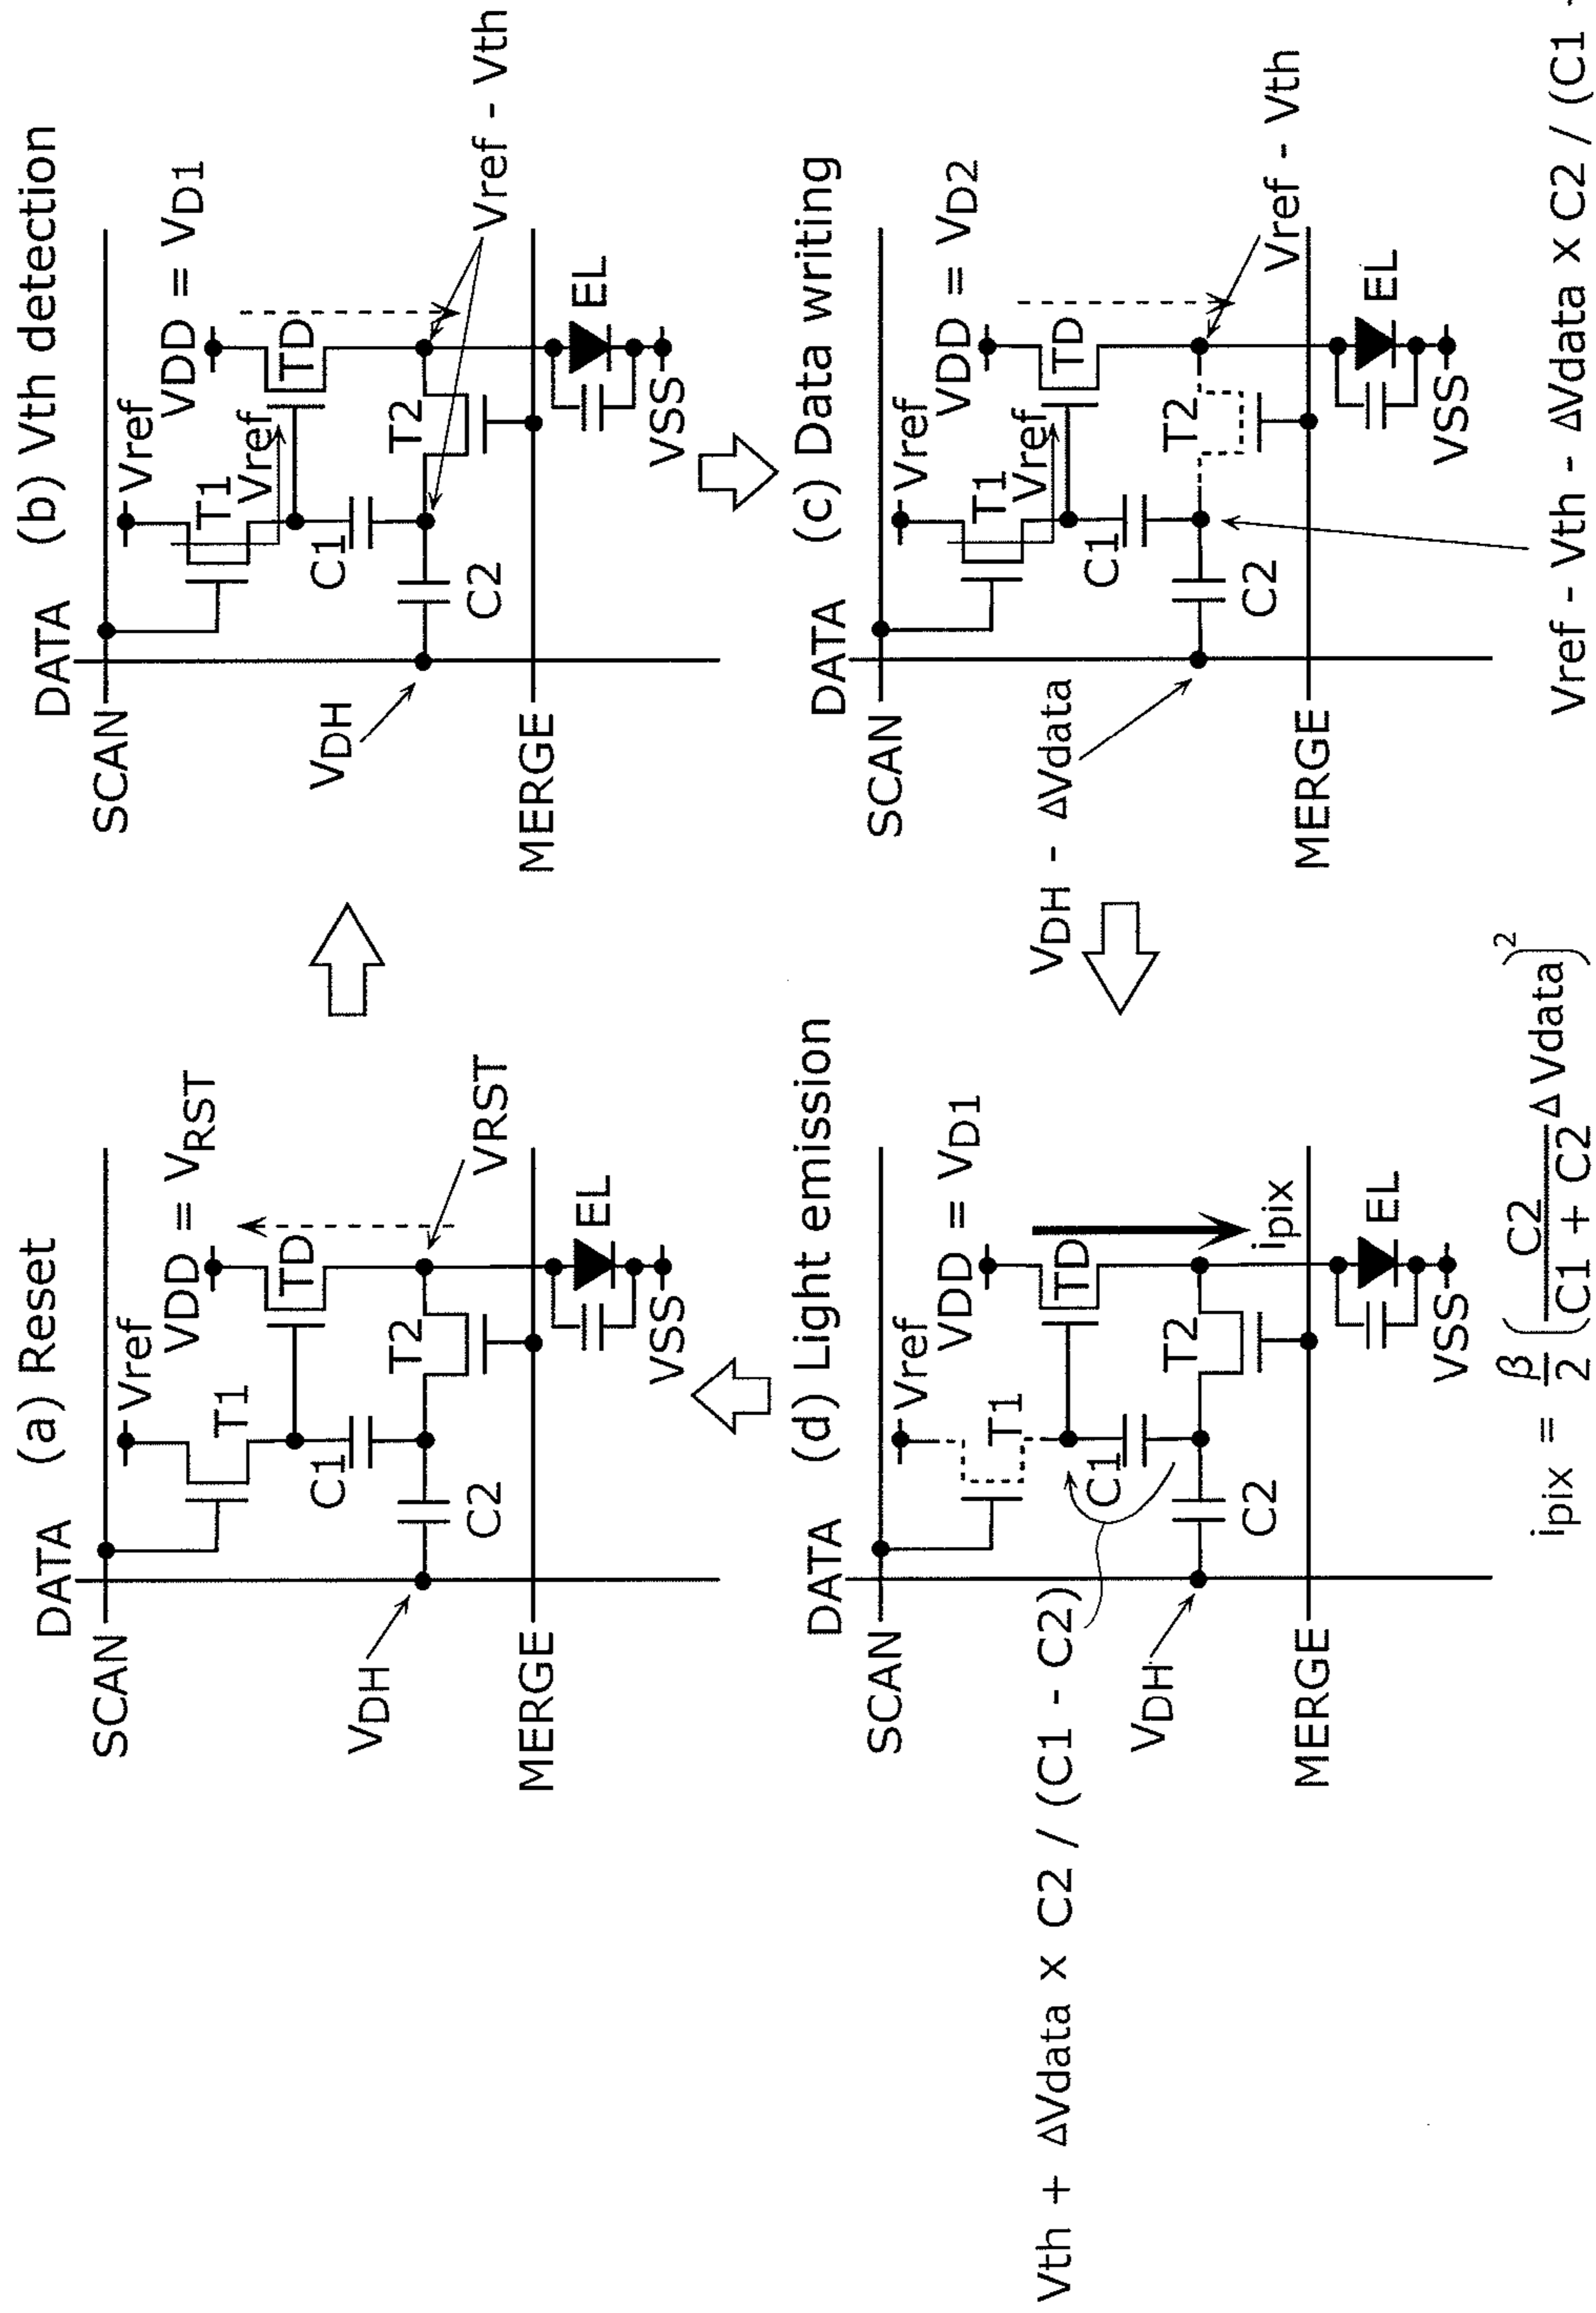 (a) Reset
DATA
SCAN
Vref
VDD = VRST
T1
TD
C1
T2
VDH
C2
VRST
MERGE
EL
VSS
(b) Vth detection
DATA
SCAN
Vref
VDD = VD1
T1
Vref
TD
C1
T2
VDH
C2
Vref - Vth
MERGE
EL
VSS
(d) Light emission
DATA
SCAN
Vref
VDD = VD1
T1
TD
Vth + ΔVdata x C2 / (C1 - C2)
C1
T2
VDH
C2
ipix
MERGE
EL
VSS
ipix = β/2 (C2/(C1 + C2) Δ Vdata)²
(c) Data writing
DATA
SCAN
Vref
VDD = VD2
T1
Vref
TD
C1
T2
VDH - ΔVdata
C2
Vref - Vth
MERGE
EL
VSS
Vref - Vth - ΔVdata x C2 / (C1